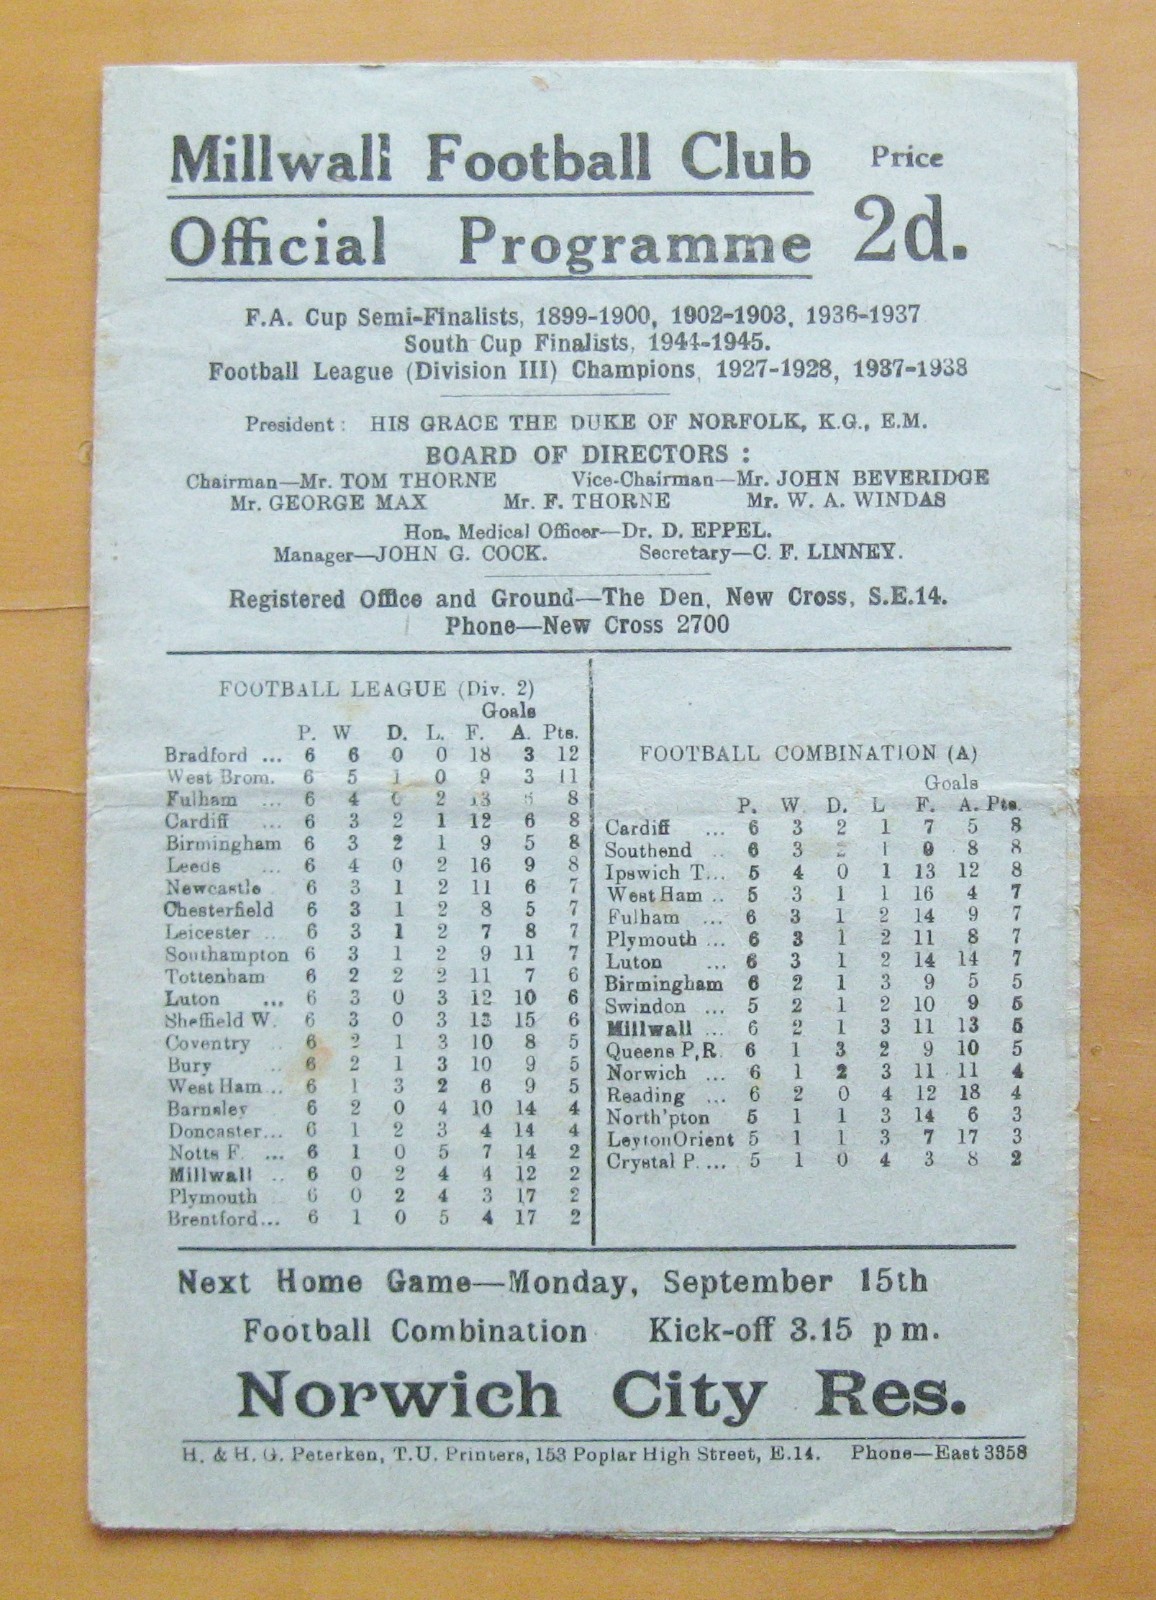 Millwall Football Club
Price
Official Programme
2d.
F.A. Cup Semi-Finalists, 1899-1900, 1902-1903, 1936-1937
South Cup Finalists, 1944-1945.
Football League (Division III) Champions, 1927-1928, 1937-1938
President: HIS GRACE THE DUKE OF NORFOLK, K.G., E.M.
BOARD OF DIRECTORS :
Chairman—Mr. TOM THORNE Vice-Chairman—Mr. JOHN BEVERIDGE
Mr. GEORGE MAX Mr. F. THORNE Mr. W. A. WINDAS
Hon. Medical Officer—Dr. D. EPPEL.
Manager—JOHN G. COCK. Secretary—C. F. LINNEY.
Registered Office and Ground—The Den, New Cross, S.E.14.
Phone—New Cross 2700
FOOTBALL LEAGUE (Div. 2)
Goals
P. W D. L. F. A. Pts.
Bradford ... 6 6 0 0 18 3 12
West Brom. 6 5 1 0 9 3 11
Fulham ... 6 4 2 13 8
Cardiff ... 6 3 2 1 12 6 8
Birmingham 6 3 2 1 9 5 8
Leeds ... 6 4 0 2 16 9 8
Newcastle 6 3 1 2 11 6 7
Chesterfield 6 3 1 2 8 5 7
Leicester ... 6 3 1 2 7 8 7
Southampton 6 3 1 2 9 11 7
Tottenham 6 2 2 2 11 7 6
Luton ... 6 3 0 3 12 10 6
Sheffield W. 6 3 0 3 13 15 6
Coventry 6 2 1 3 10 8 5
Bury .. 6 2 1 3 10 9 5
West Ham .. 6 1 3 2 6 9 5
Barnsley 6 2 0 4 10 14 4
Doncaster... 6 1 2 3 4 14 4
Notts F. ... 6 1 0 5 7 14 2
Millwall .. 6 0 2 4 4 12 2
Plymouth 6 0 2 4 3 17 2
Brentford... 6 1 0 5 4 17 2
FOOTBALL COMBINATION (A)
Goals
P. W. D. L F. A. Pts.
Cardiff ... 6 3 2 1 7 5 8
Southend .. 6 3 2 1 9 8 8
Ipswich T... 5 4 0 1 13 12 8
West Ham .. 5 3 1 1 16 4 7
Fulham ... 6 3 1 2 14 9 7
Plymouth ... 6 3 1 2 11 8 7
Luton ... 6 3 1 2 14 14 7
Birmingham 6 2 1 3 9 5 5
Swindon ... 5 2 1 2 10 9 5
Millwall ... 6 2 1 3 11 13 5
Queens P,R. 6 1 3 2 9 10 5
Norwich ... 6 1 2 3 11 11 4
Reading ... 6 2 0 4 12 18 4
North'pton 5 1 1 3 14 6 3
Leyton Orient 5 1 1 3 7 17 3
Crystal P. ... 5 1 0 4 3 8 2
Next Home Game—Monday, September 15th
Football Combination Kick-off 3.15 p m.
Norwich City Res.
H. & H. G. Peterken, T.U. Printers, 153 Poplar High Street, E.14. Phone—East 3358